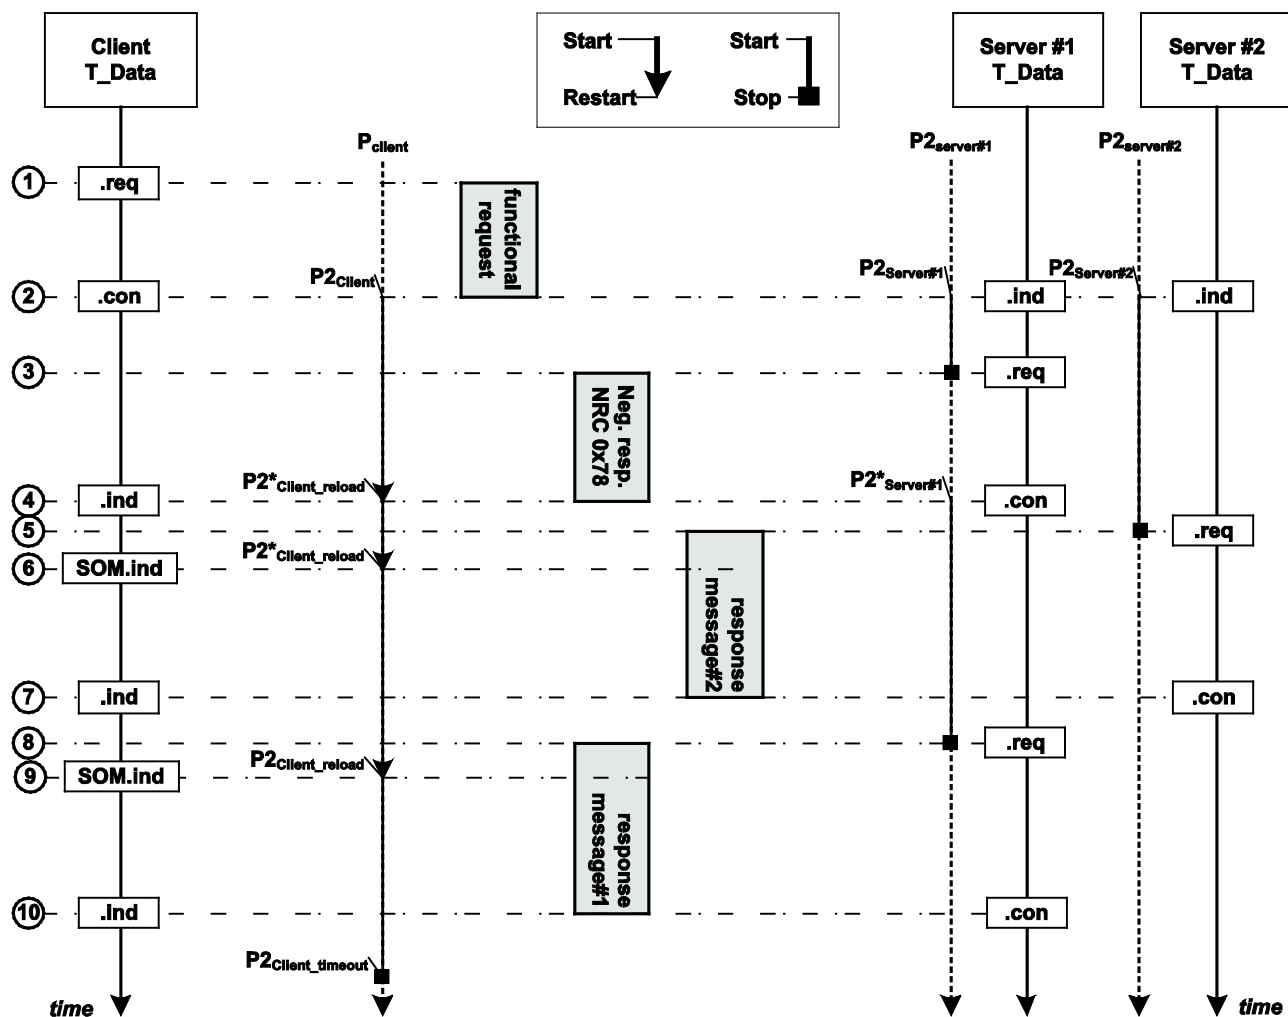 Client
T_Data
Start
Restart
Start
Stop
Server #1
T_Data
Server #2
T_Data
Pclient
P2server#1
P2server#2
1
.req
functional
request
P2Client
P2Server#1
P2Server#2
2
.con
.ind
.ind
3
.req
Neg. resp.
NRC 0x78
P2*Client_reload
P2*Server#1
4
.ind
.con
5
.req
P2*Client_reload
6
SOM.ind
response
message#2
7
.ind
.con
8
.req
P2Client_reload
9
SOM.ind
response
message#1
10
.ind
.con
P2Client_timeout
time
time